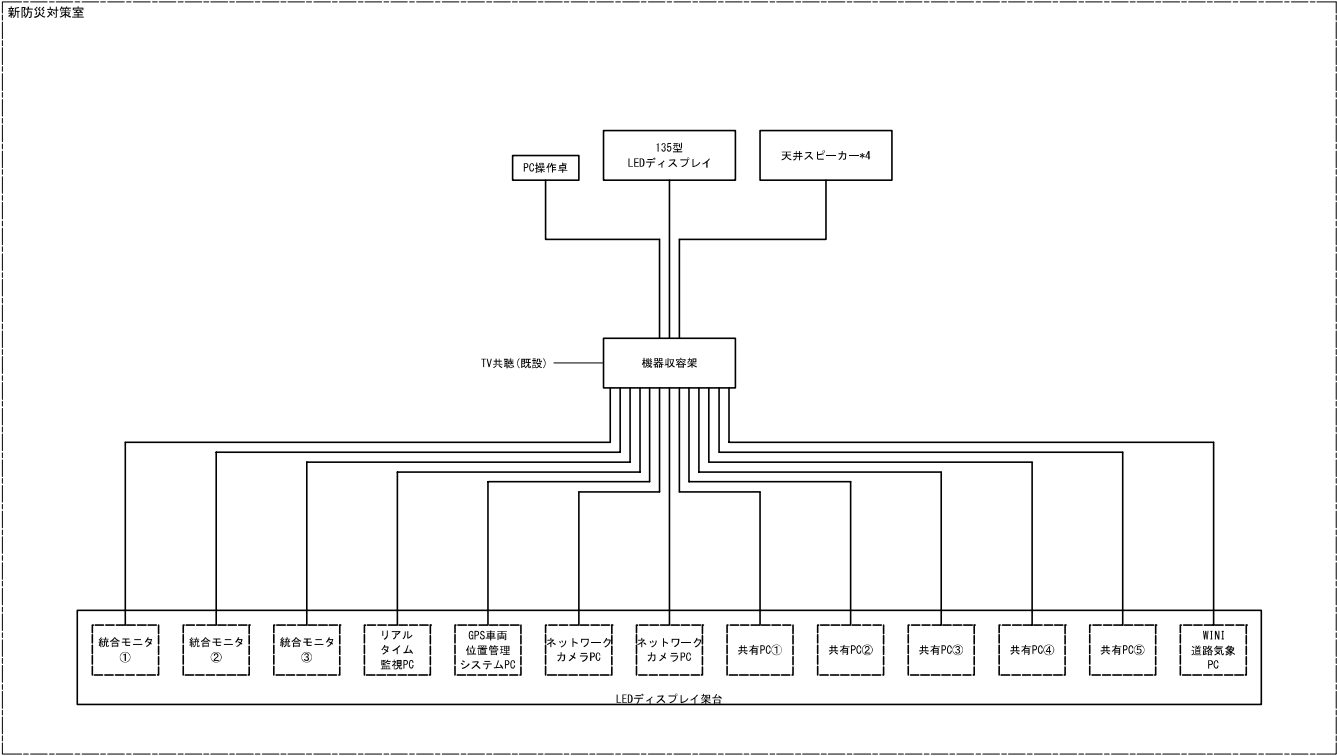 新防災対策室
135型
LEDディスプレイ
天井スピーカー*4
PC操作卓
TV共聴(既設)
機器収容架
統合モニタ
①
統合モニタ
②
統合モニタ
③
リアル
タイム
監視PC
GPS車両
位置管理
システムPC
ネットワーク
カメラPC
ネットワーク
カメラPC
共有PC①
共有PC②
共有PC③
共有PC④
共有PC⑤
WINI
道路気象
PC
LEDディスプレイ架台